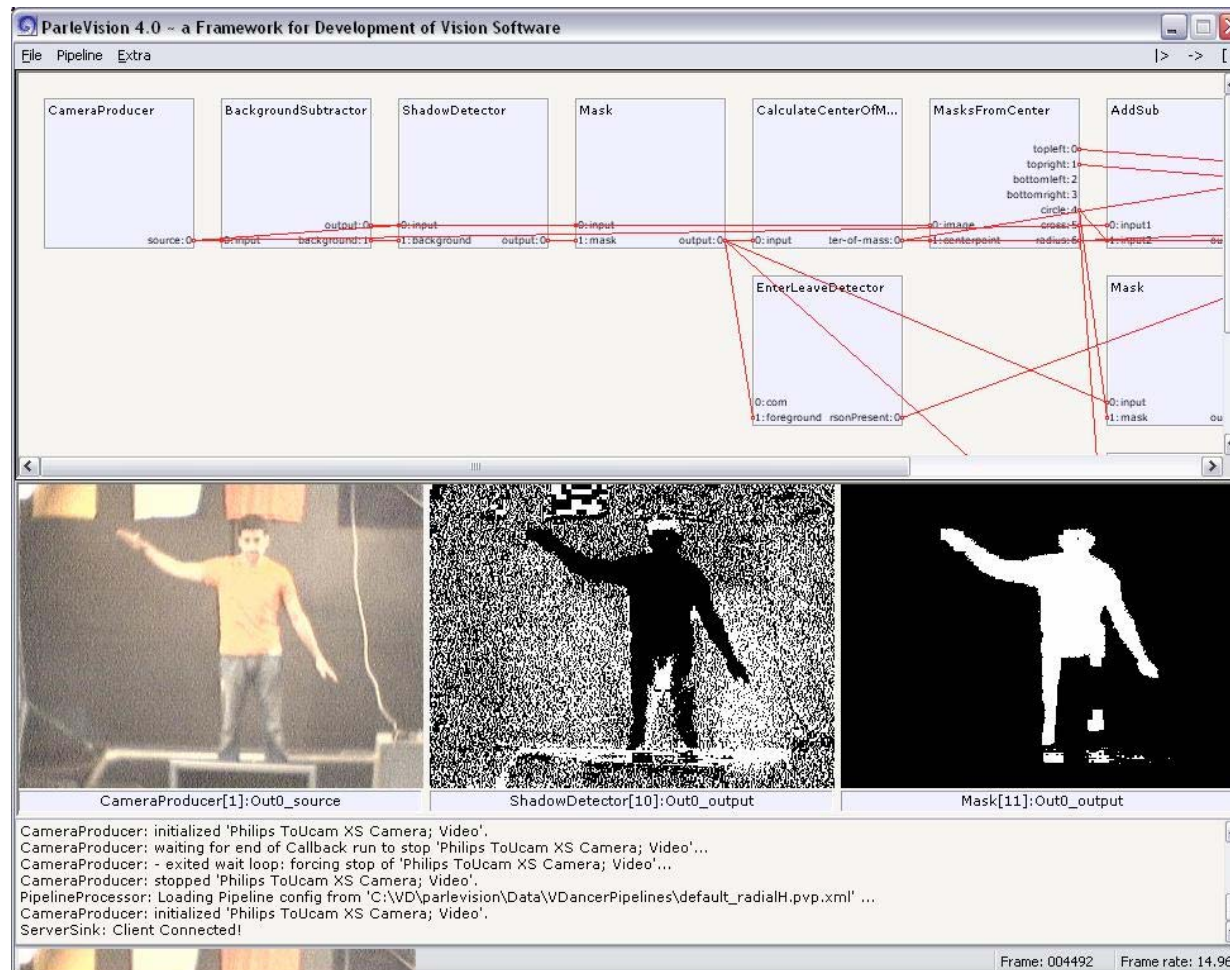 ParleVision 4.0 ~ a Framework for Development of Vision Software
File Pipeline Extra |> -> [
CameraProducer BackgroundSubtractor ShadowDetector Mask CalculateCenterOfM... MasksFromCenter AddSub
topleft:0
topright:1
bottomleft:2
bottomright:3
circle:4
output:0 0:input 0:input 0:image cross:5 0:input1
source:0 0:input background:1 1:background output:0 1:mask output:0 0:input ter-of-mass:0 1:centerpoint radius:6 1:input2 ou
EnterLeaveDetector Mask
0:com 0:input
1:foreground rsonPresent:0 1:mask ou
CameraProducer[1]:Out0_source ShadowDetector[10]:Out0_output Mask[11]:Out0_output
CameraProducer: initialized 'Philips ToUcam XS Camera; Video'.
CameraProducer: waiting for end of Callback run to stop 'Philips ToUcam XS Camera; Video'...
CameraProducer: - exited wait loop: forcing stop of 'Philips ToUcam XS Camera; Video'...
CameraProducer: stopped 'Philips ToUcam XS Camera; Video'.
PipelineProcessor: Loading Pipeline config from 'C:\VD\parlevision\Data\VDancerPipelines\default_radialH.pvp.xml' ...
CameraProducer: initialized 'Philips ToUcam XS Camera; Video'.
ServerSink: Client Connected!
Frame: 004492 Frame rate: 14.96